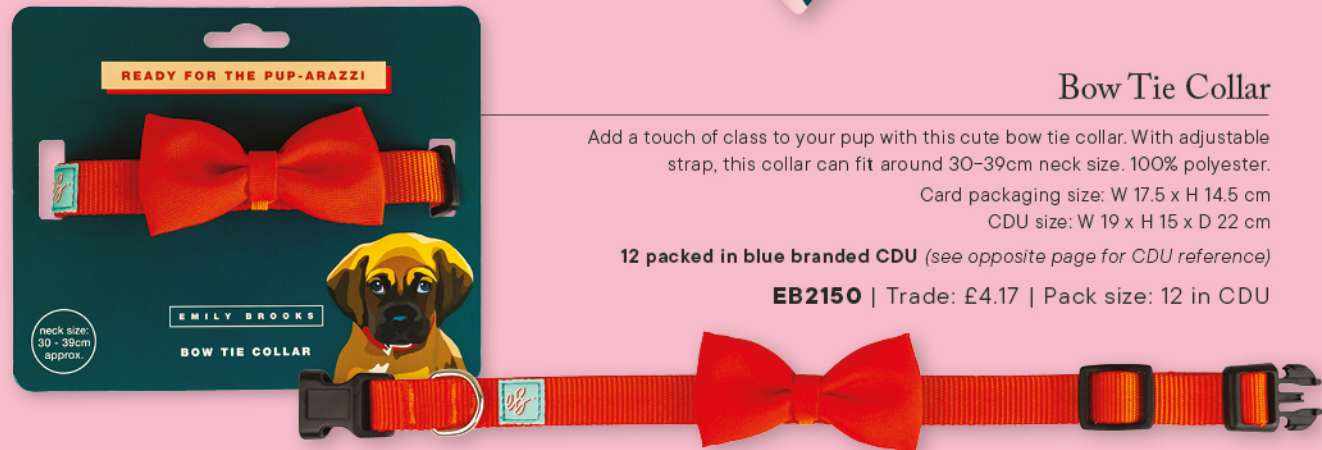 READY FOR THE PUP-ARAZZI
neck size:
30 - 39cm
approx.
EMILY BROOKS
BOW TIE COLLAR
Bow Tie Collar
Add a touch of class to your pup with this cute bow tie collar. With adjustable
strap, this collar can fit around 30–39cm neck size. 100% polyester.
Card packaging size: W 17.5 x H 14.5 cm
CDU size: W 19 x H 15 x D 22 cm
12 packed in blue branded CDU (see opposite page for CDU reference)
EB2150 | Trade: £4.17 | Pack size: 12 in CDU